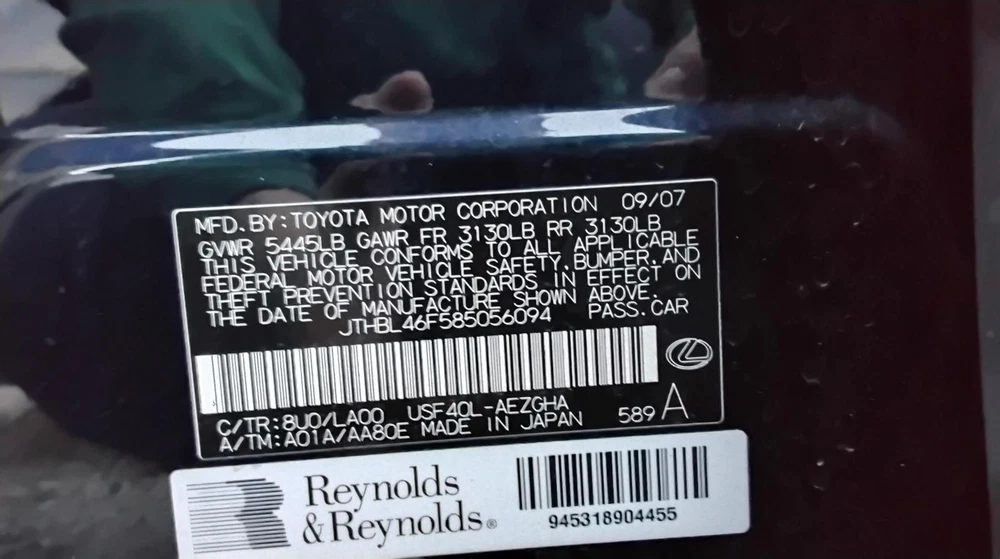 MFD. BY: TOYOTA MOTOR CORPORATION 09/07
GVWR 5445LB GAWR FR 3130LB RR 3130LB
THIS VEHICLE CONFORMS TO ALL APPLICABLE
FEDERAL MOTOR VEHICLE SAFETY, BUMPER, AND
THEFT PREVENTION STANDARDS IN EFFECT ON
THE DATE OF MANUFACTURE SHOWN ABOVE.
JTHBL46F585056094 PASS. CAR
C/TR: 8U0/LA00 USF40L-AEZGHA
A/TM: A01A/AA80E MADE IN JAPAN 589 A
Reynolds
& Reynolds®
945318904455